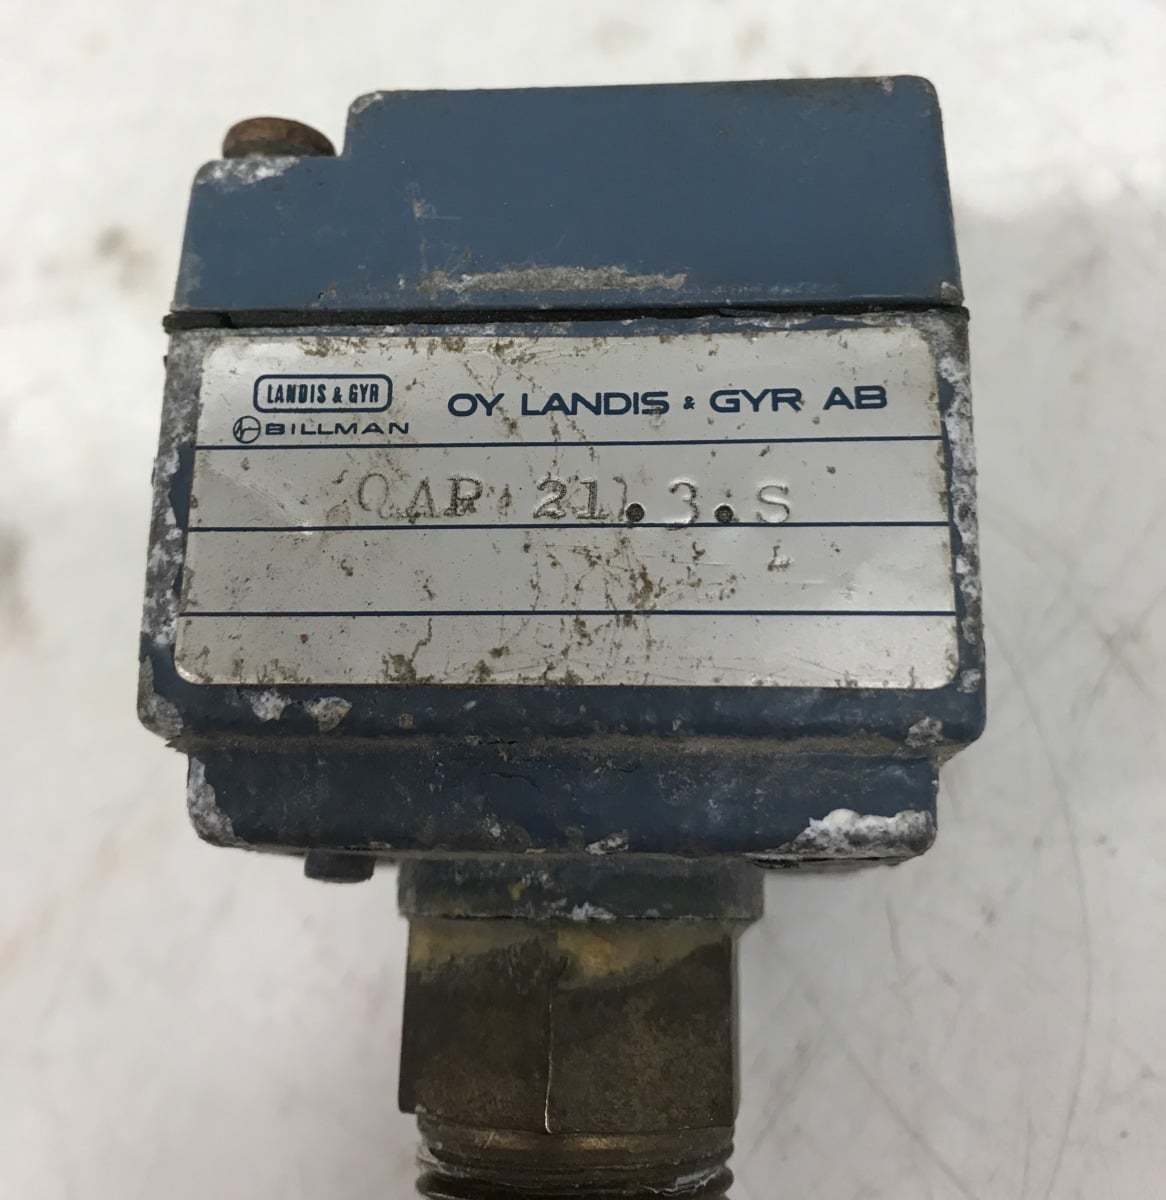 LANDIS & GYR
BILLMAN
OY LANDIS & GYR AB
QAP 21.3.S